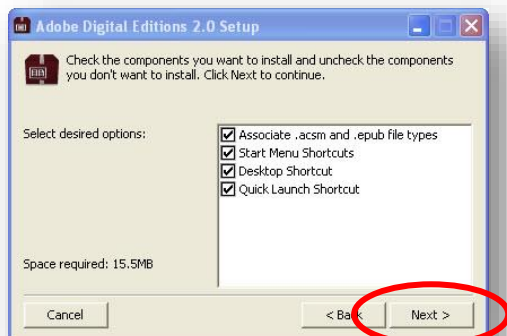 Adobe Digital Editions 2.0 Setup
Check the components you want to install and uncheck the components
you don't want to install. Click Next to continue.
Select desired options:
Associate .acsm and .epub file types
Start Menu Shortcuts
Desktop Shortcut
Quick Launch Shortcut
Space required: 15.5MB
Cancel
< Back
Next >